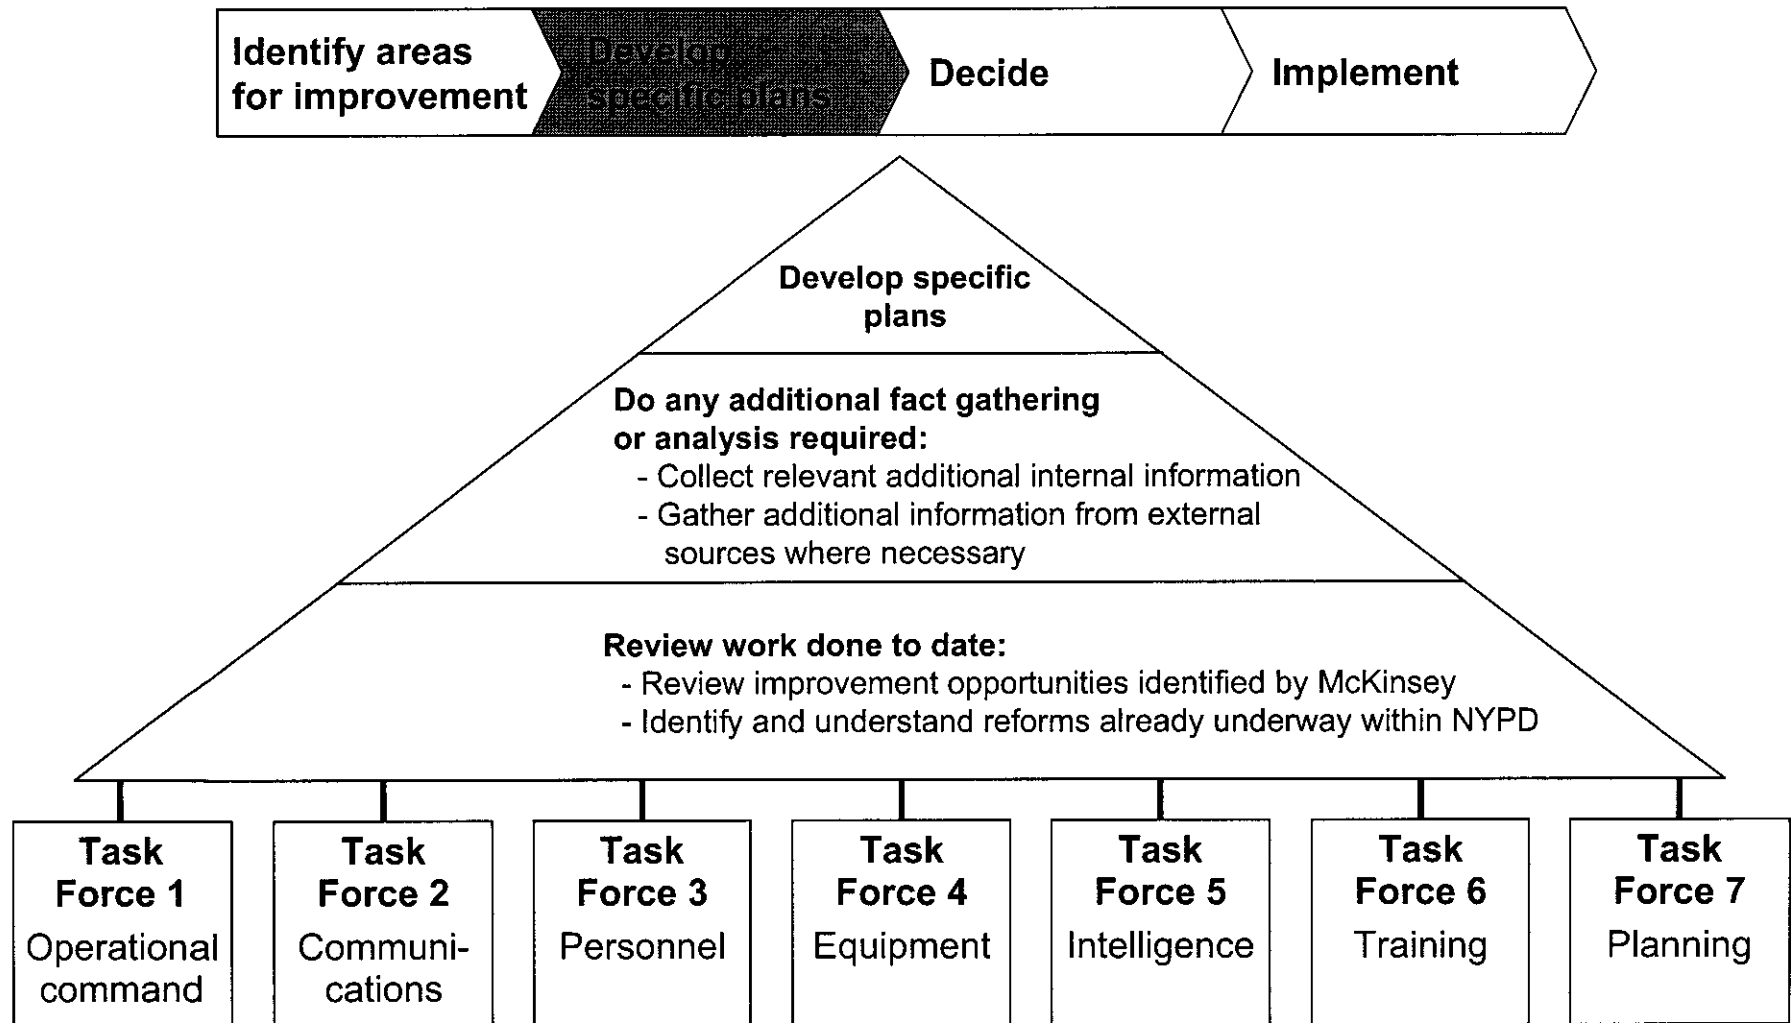 Identify areas
for improvement
Develop
specific plans
Decide
Implement
Develop specific
plans
Do any additional fact gathering
or analysis required:
- Collect relevant additional internal information
- Gather additional information from external
sources where necessary
Review work done to date:
- Review improvement opportunities identified by McKinsey
- Identify and understand reforms already underway within NYPD
Task
Force 1
Operational
command
Task
Force 2
Communi-
cations
Task
Force 3
Personnel
Task
Force 4
Equipment
Task
Force 5
Intelligence
Task
Force 6
Training
Task
Force 7
Planning